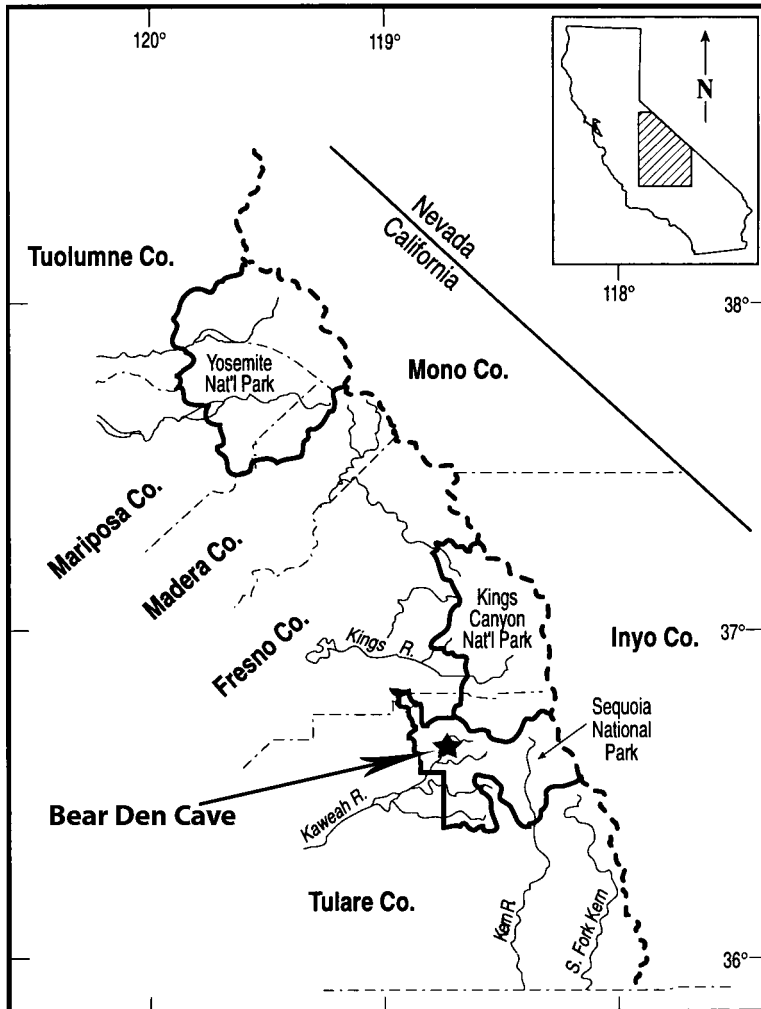 120°
119°
N
Nevada
California
118°
Tuolumne Co.
38°
Yosemite
Nat'l Park
Mono Co.
Mariposa Co.
Madera Co.
Fresno Co.
Kings R.
Kings
Canyon
Nat'l Park
Inyo Co.
37°
Sequoia
National
Park
Bear Den Cave
Kaweah R.
Tulare Co.
Kern R.
S. Fork Kern
36°